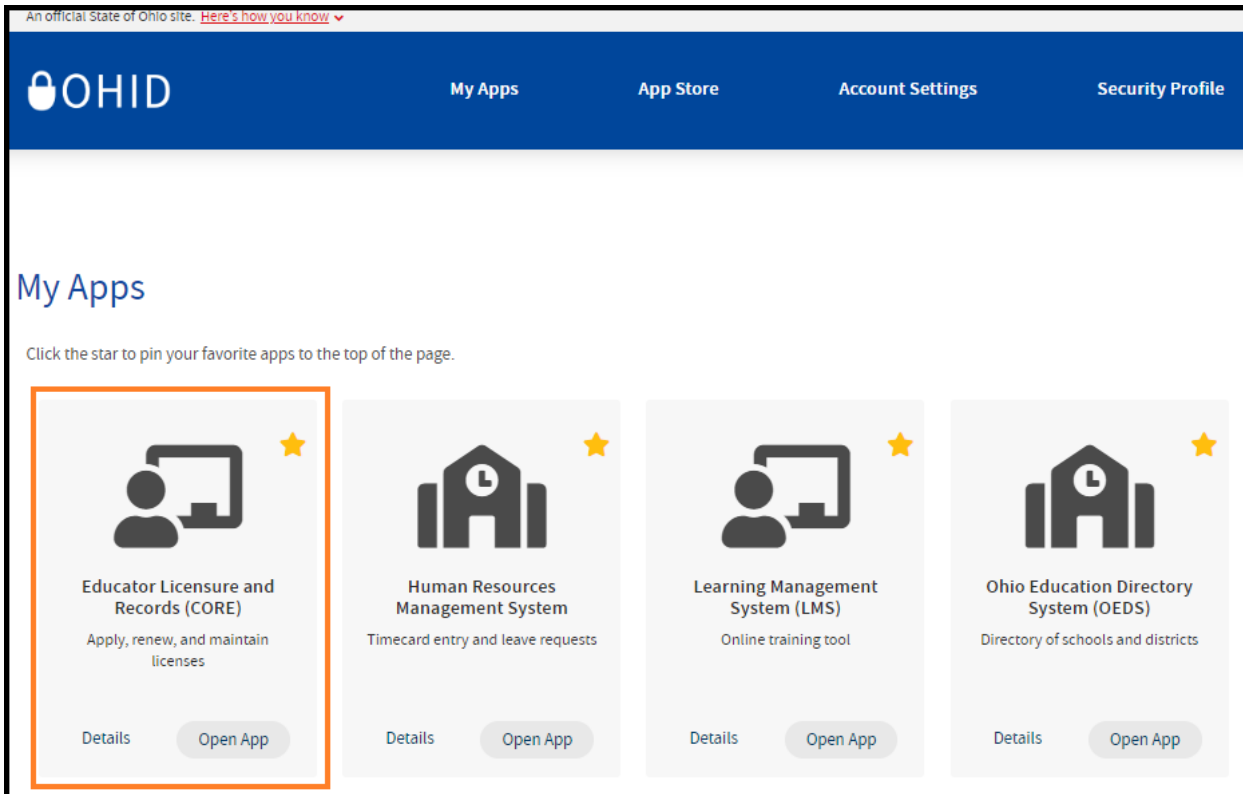 An official State of Ohio site. Here's how you know
OHID
My Apps
App Store
Account Settings
Security Profile
My Apps
Click the star to pin your favorite apps to the top of the page.
Educator Licensure and
Records (CORE)
Apply, renew, and maintain
licenses
Details
Open App
Human Resources
Management System
Timecard entry and leave requests
Details
Open App
Learning Management
System (LMS)
Online training tool
Details
Open App
Ohio Education Directory
System (OEDS)
Directory of schools and districts
Details
Open App